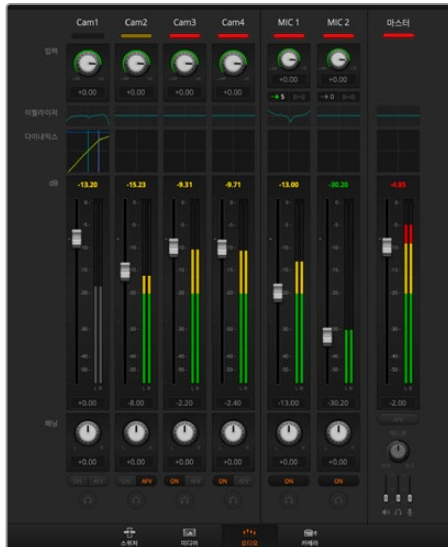 Cam1 Cam2 Cam3 Cam4 MIC 1 MIC 2 마스터
입력
+0.00 +0.00 +0.00 +0.00 +0.00 +0.00
5 0
이퀄라이저
다이내믹스
dB -13.20 -15.23 -9.31 -9.71 -13.00 -30.20 -4.85
L R L R L R L R L R L R L R
+0.00 -8.00 -2.20 -2.40 -13.00 -30.20 -2.00
패닝
AFV
+0.00 +0.00 +0.00 +0.00 +0.00 +0.00
ON AFV ON AFV ON AFV ON AFV ON ON
스위처 미디어 오디오 카메라